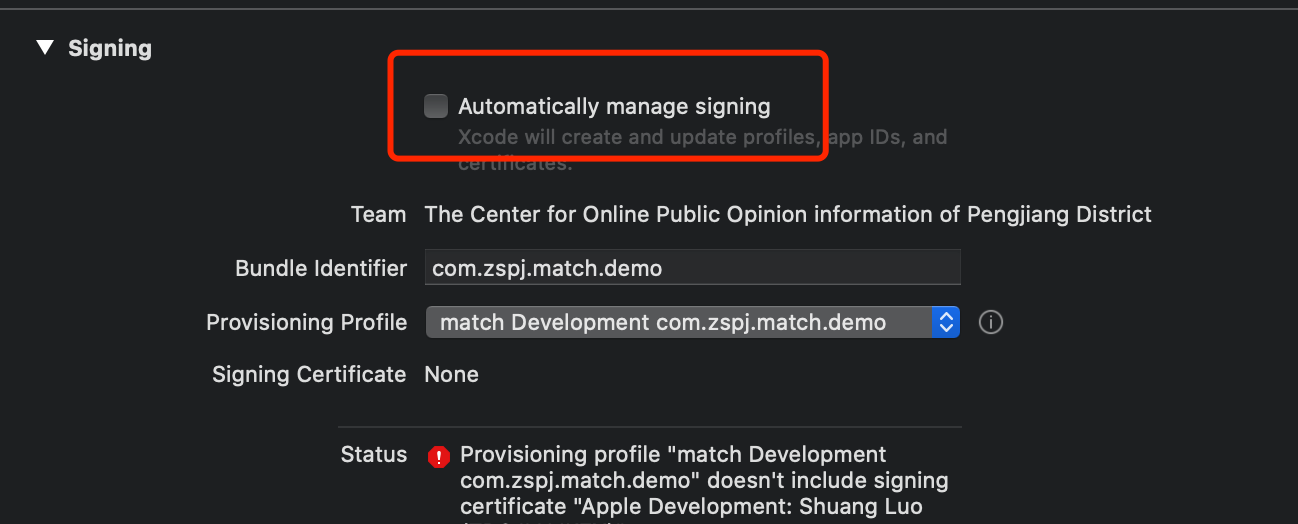 Signing
Automatically manage signing
Xcode will create and update profiles, app IDs, and
certificates.
Team The Center for Online Public Opinion information of Pengjiang District
Bundle Identifier com.zspj.match.demo
Provisioning Profile match Development com.zspj.match.demo
Signing Certificate None
Status Provisioning profile "match Development
com.zspj.match.demo" doesn't include signing
certificate "Apple Development: Shuang Luo